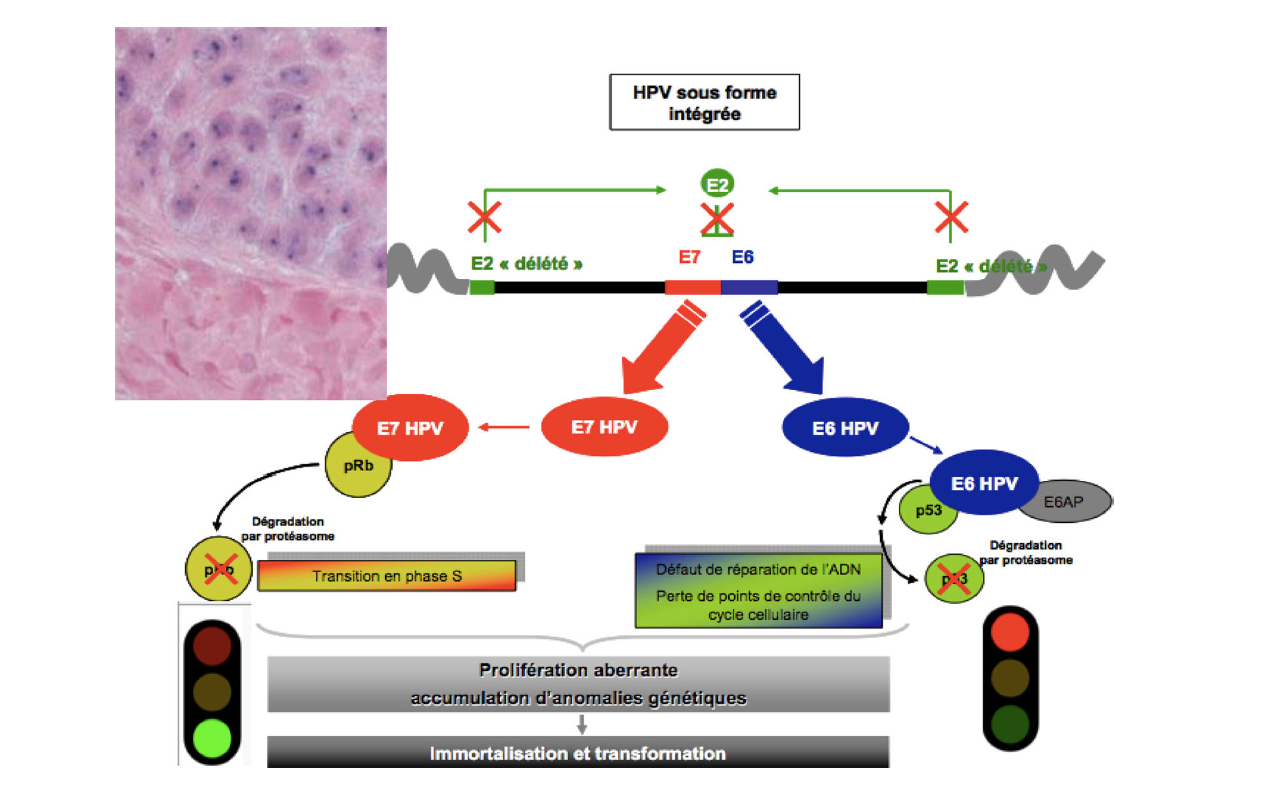 HPV sous forme
intégrée
E2
E2 « délété »
E7
E6
E2 « délété »
E7 HPV
E7 HPV
E6 HPV
pRb
E6 HPV
E6AP
p53
Dégradation
par protéasome
Dégradation
par protéasome
pRb
Transition en phase S
Défaut de réparation de l'ADN
Perte de points de contrôle du
cycle cellulaire
p53
Prolifération aberrante
accumulation d'anomalies génétiques
Immortalisation et transformation